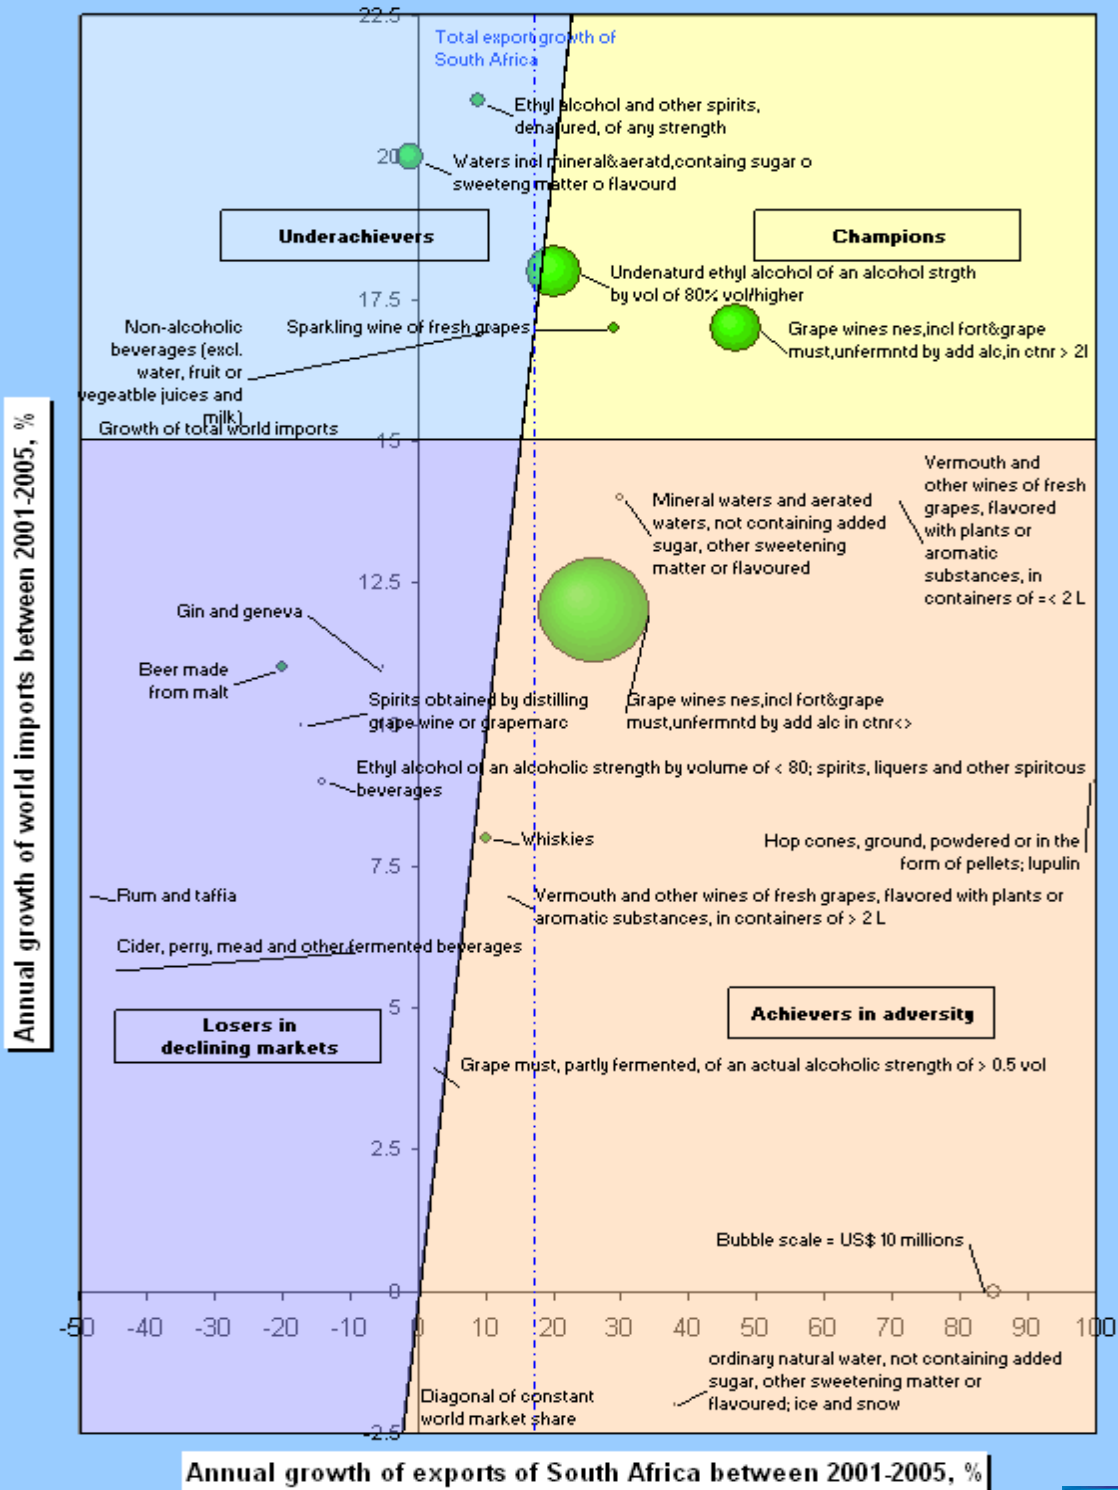 22.5
Total export growth of
South Africa
Ethyl alcohol and other spirits,
denatured, of any strength
20
Waters incl mineral&aeratd,containg sugar o
sweeteng matter o flavourd
Underachievers
Champions
Undenaturd ethyl alcohol of an alcohol strgth
by vol of 80% vol/higher
17.5
Non-alcoholic
beverages (excl.
water, fruit or
vegeatble juices and
milk)
Sparkling wine of fresh grapes
Grape wines nes,incl fort&grape
must,unfermntd by add alc,in ctnr > 2l
Growth of total world imports
15
Vermouth and
other wines of fresh
grapes, flavored
with plants or
aromatic
substances, in
containers of =< 2 L
Mineral waters and aerated
waters, not containing added
sugar, other sweetening
matter or flavoured
12.5
Gin and geneva
Beer made
from malt
Spirits obtained by distilling
grape wine or grapemarc
10
Grape wines nes,incl fort&grape
must,unfermntd by add alc in ctnr<>
Ethyl alcohol of an alcoholic strength by volume of < 80; spirits, liquers and other spiritous
beverages
Whiskies
Hop cones, ground, powdered or in the
form of pellets; lupulin
7.5
Rum and taffia
Vermouth and other wines of fresh grapes, flavored with plants or
aromatic substances, in containers of > 2 L
Cider, perry, mead and other fermented beverages
5
Losers in
declining markets
Achievers in adversity
Grape must, partly fermented, of an actual alcoholic strength of > 0.5 vol
2.5
Bubble scale = US$ 10 millions
0
-50 -40 -30 -20 -10 0 10 20 30 40 50 60 70 80 90 100
ordinary natural water, not containing added
sugar, other sweetening matter or
flavoured; ice and snow
Diagonal of constant
world market share
-2.5
Annual growth of world imports between 2001-2005, %
Annual growth of exports of South Africa between 2001-2005, %